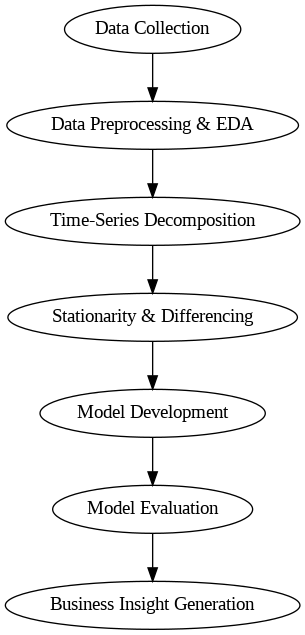 Data Collection
Data Preprocessing & EDA
Time-Series Decomposition
Stationarity & Differencing
Model Development
Model Evaluation
Business Insight Generation